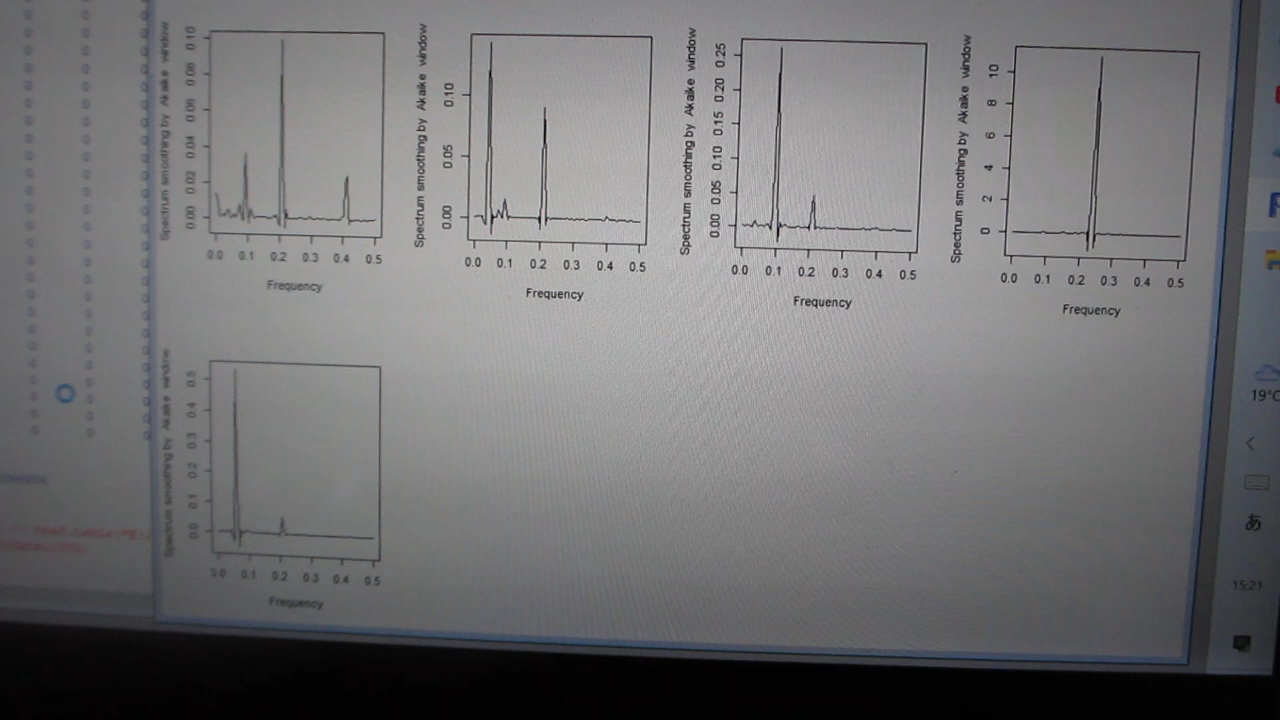 Spectrum smoothing by Akaike window
0.00 0.02 0.04 0.06 0.08 0.10
0.0 0.1 0.2 0.3 0.4 0.5
Frequency
Spectrum smoothing by Akaike window
0.00 0.05 0.10
0.0 0.1 0.2 0.3 0.4 0.5
Frequency
Spectrum smoothing by Akaike window
0.00 0.05 0.10 0.15 0.20 0.25
0.0 0.1 0.2 0.3 0.4 0.5
Frequency
Spectrum smoothing by Akaike window
0 2 4 6 8 10
0.0 0.1 0.2 0.3 0.4 0.5
Frequency
Spectrum smoothing by Akaike window
0.0 0.1 0.2 0.3 0.4 0.5
0.0 0.1 0.2 0.3 0.4 0.5
Frequency
19°C
あ
15:21